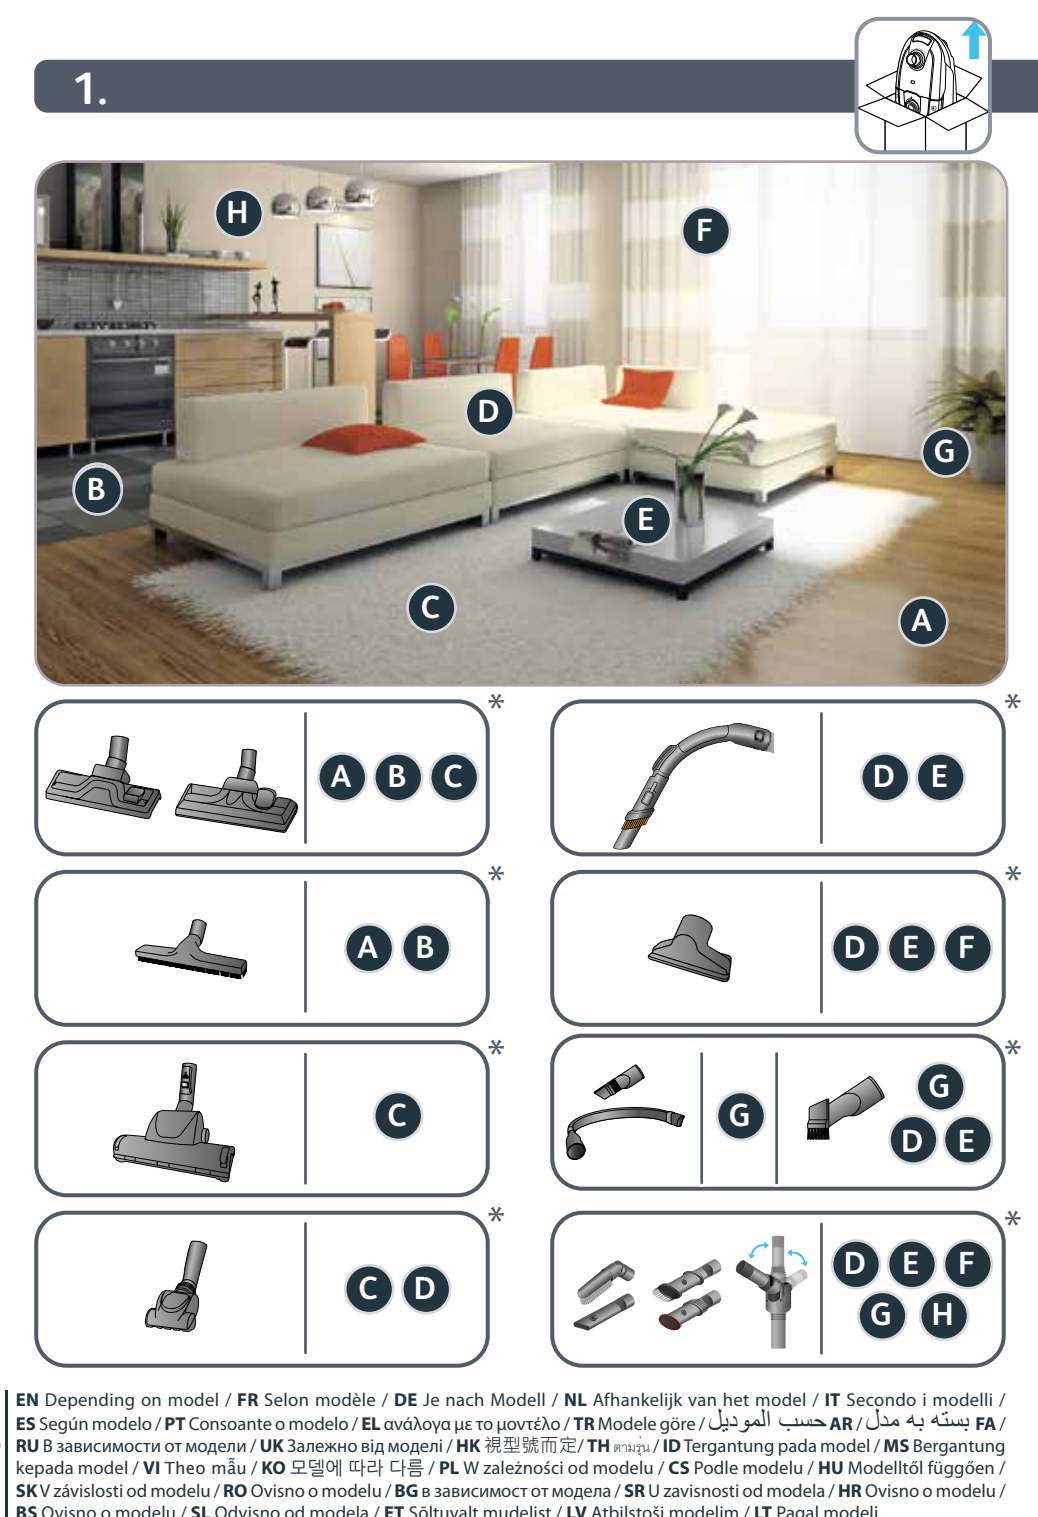 1.
H
F
D
G
B
E
C
A
* *
A B C
D E
* *
A B
D E F
* *
C
G
G
D E
* *
C D
D E F
G H
EN Depending on model / FR Selon modèle / DE Je nach Modell / NL Afhankelijk van het model / IT Secondo i modelli /
ES Según modelo / PT Consoante o modelo / EL ανάλογα με το μοντέλο / TR Modele göre / حسب الموديل AR / بسته به مدل FA /
RU В зависимости от модели / UK Залежно від моделі / HK 視型號而定 / TH ตามรุ่น / ID Tergantung pada model / MS Bergantung
kepada model / VI Theo mẫu / KO 모델에 따라 다름 / PL W zależności od modelu / CS Podle modelu / HU Modelltől függően /
SK V závislosti od modelu / RO Ovisno o modelu / BG в зависимост от модела / SR U zavisnosti od modela / HR Ovisno o modelu /
BS Ovisno o modelu / SL Odvisno od modela / ET Sõltuvalt mudelist / LV Atbilstoši modelim / LT Pagal modelį